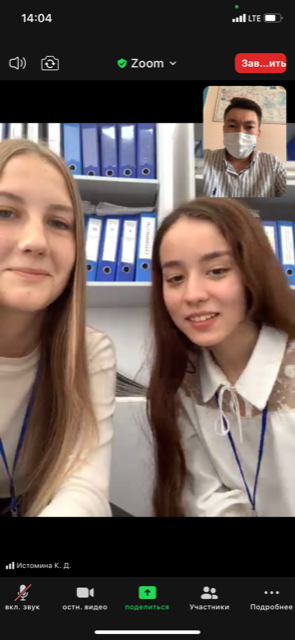 14:04
LTE
Zoom
Зав...ить
Истомина К. Д.
вкл. звук
остн. видео
поделиться
Участники
Подробнее